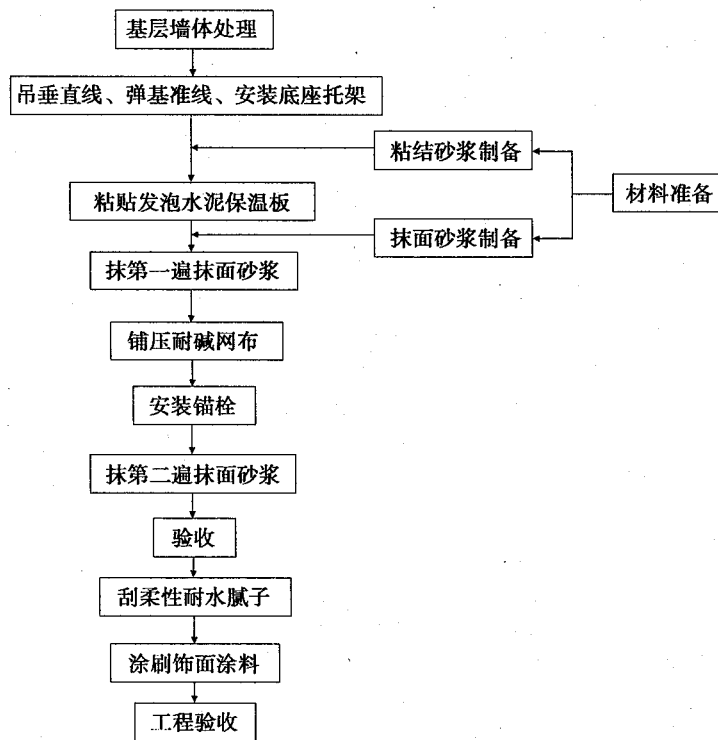 基层墙体处理
吊垂直线、弹基准线、安装底座托架
粘结砂浆制备
材料准备
粘贴发泡水泥保温板
抹面砂浆制备
抹第一遍抹面砂浆
铺压耐碱网布
安装锚栓
抹第二遍抹面砂浆
验收
刮柔性耐水腻子
涂刷饰面涂料
工程验收